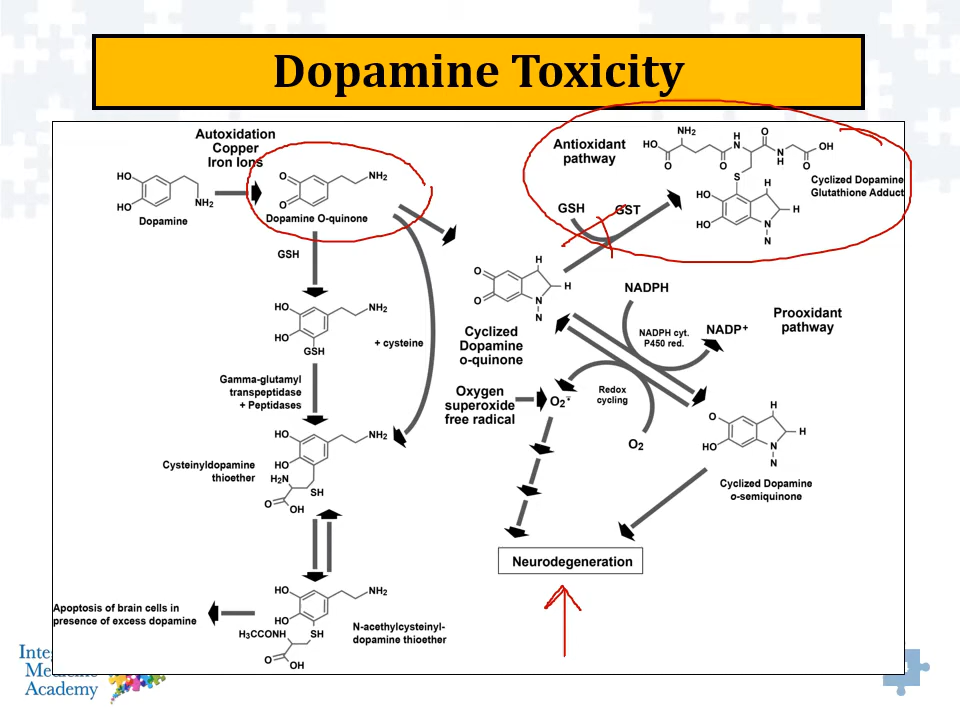 Dopamine Toxicity
Autoxidation
Copper
Iron Ions
HO
HO
NH2
Dopamine
O
O
NH2
Dopamine O-quinone
GSH
HO
HO
NH2
GSH
+ cysteine
Gamma-glutamyl
transpeptidase
+ Peptidases
HO
HO
NH2
H2N
SH
O
OH
Cysteinyldopamine
thioether
HO
HO
NH2
H3CCONH
SH
O
OH
N-acetylcysteinyl-
dopamine thioether
Apoptosis of brain cells in
presence of excess dopamine
Antioxidant
pathway
NH2
HO
O
O
H
N
O
N
H
O
OH
S
HO
HO
H
H
N
N
Cyclized Dopamine
Glutathione Adduct
GSH
GST
O
O
H
H
N
N
Cyclized
Dopamine
o-quinone
NADPH
NADPH cyt.
P450 red.
NADP+
Prooxidant
pathway
Oxygen
superoxide
free radical
O2
Redox
cycling
O2
O
HO
H
H
N
N
Cyclized Dopamine
o-semiquinone
Neurodegeneration
Academy